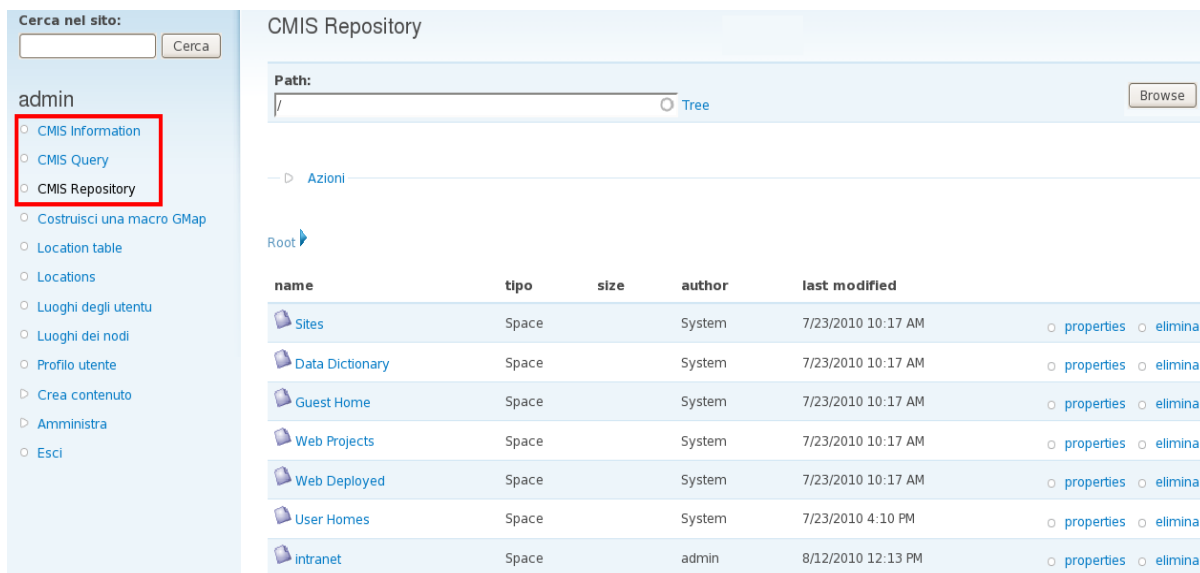 Cerca nel sito:
Cerca
admin
CMIS Information
CMIS Query
CMIS Repository
Costruisci una macro GMap
Location table
Locations
Luoghi degli utentu
Luoghi dei nodi
Profilo utente
Crea contenuto
Amministra
Esci
CMIS Repository
Path:
/ Tree Browse
Azioni
Root
name tipo size author last modified
Sites Space System 7/23/2010 10:17 AM properties elimina
Data Dictionary Space System 7/23/2010 10:17 AM properties elimina
Guest Home Space System 7/23/2010 10:17 AM properties elimina
Web Projects Space System 7/23/2010 10:17 AM properties elimina
Web Deployed Space System 7/23/2010 10:17 AM properties elimina
User Homes Space System 7/23/2010 4:10 PM properties elimina
intranet Space admin 8/12/2010 12:13 PM properties elimina